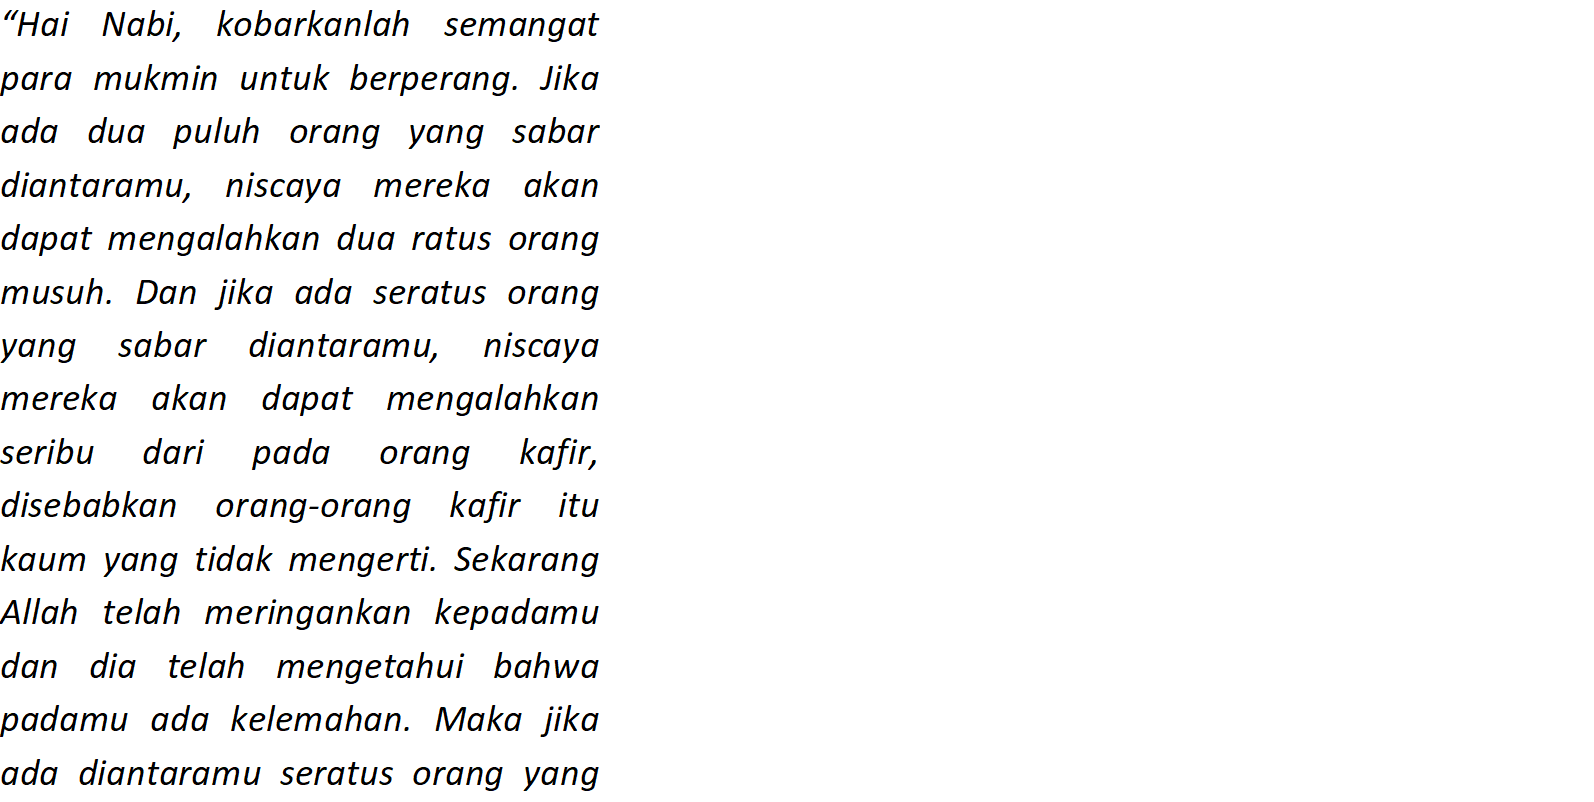 “Hai Nabi, kobarkanlah semangat
para mukmin untuk berperang. Jika
ada dua puluh orang yang sabar
diantaramu, niscaya mereka akan
dapat mengalahkan dua ratus orang
musuh. Dan jika ada seratus orang
yang sabar diantaramu, niscaya
mereka akan dapat mengalahkan
seribu dari pada orang kafir,
disebabkan orang-orang kafir itu
kaum yang tidak mengerti. Sekarang
Allah telah meringankan kepadamu
dan dia telah mengetahui bahwa
padamu ada kelemahan. Maka jika
ada diantaramu seratus orang yang